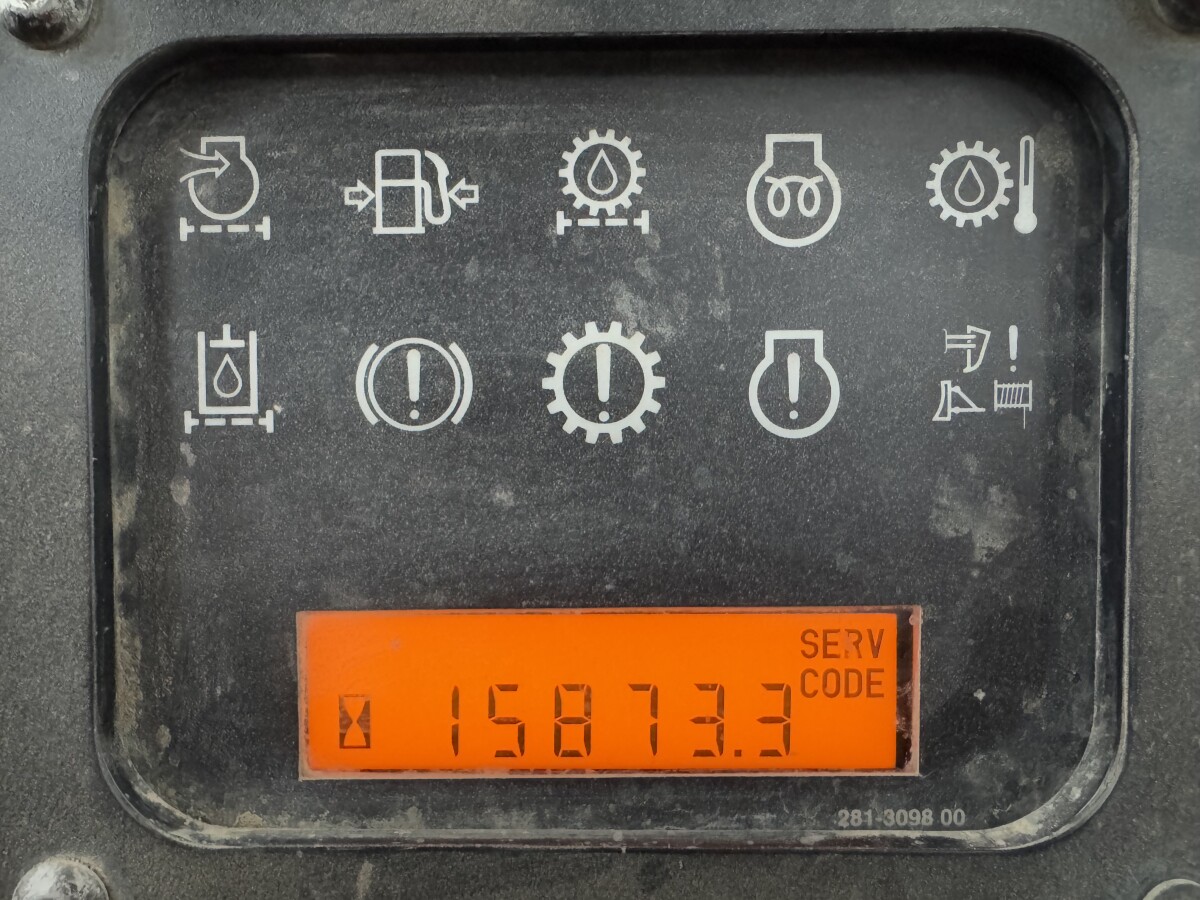 SERV
CODE
15873.3
281-3098 00